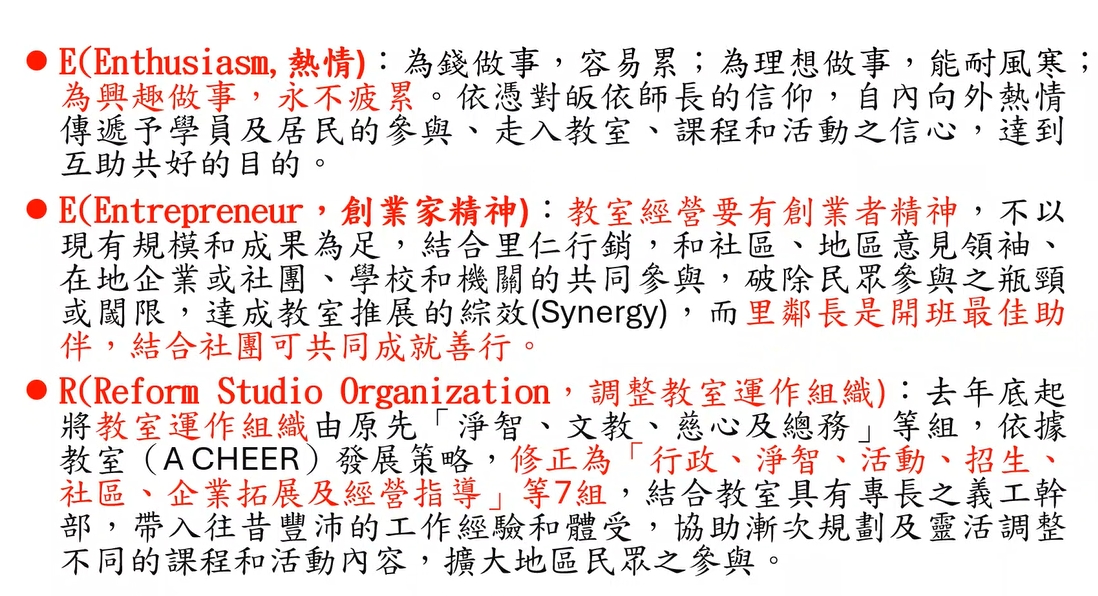 ● E(Enthusiasm,熱情)：為錢做事，容易累；為理想做事，能耐風寒；
為興趣做事，永不疲累。依憑對皈依師長的信仰，自內向外熱情
傳遞予學員及居民的參與、走入教室、課程和活動之信心，達到
互助共好的目的。
● E(Entrepreneur，創業家精神)：教室經營要有創業者精神，不以
現有規模和成果為足，結合里仁行銷，和社區、地區意見領袖、
在地企業或社團、學校和機關的共同參與，破除民眾參與之瓶頸
或閾限，達成教室推展的綜效(Synergy)，而里鄰長是開班最佳助
伴，結合社團可共同成就善行。
● R(Reform Studio Organization，調整教室運作組織)：去年底起
將教室運作組織由原先「淨智、文教、慈心及總務」等組，依據
教室（A CHEER）發展策略，修正為「行政、淨智、活動、招生、
社區、企業拓展及經營指導」等7組，結合教室具有專長之義工幹
部，帶入往昔豐沛的工作經驗和體受，協助漸次規劃及靈活調整
不同的課程和活動內容，擴大地區民眾之參與。